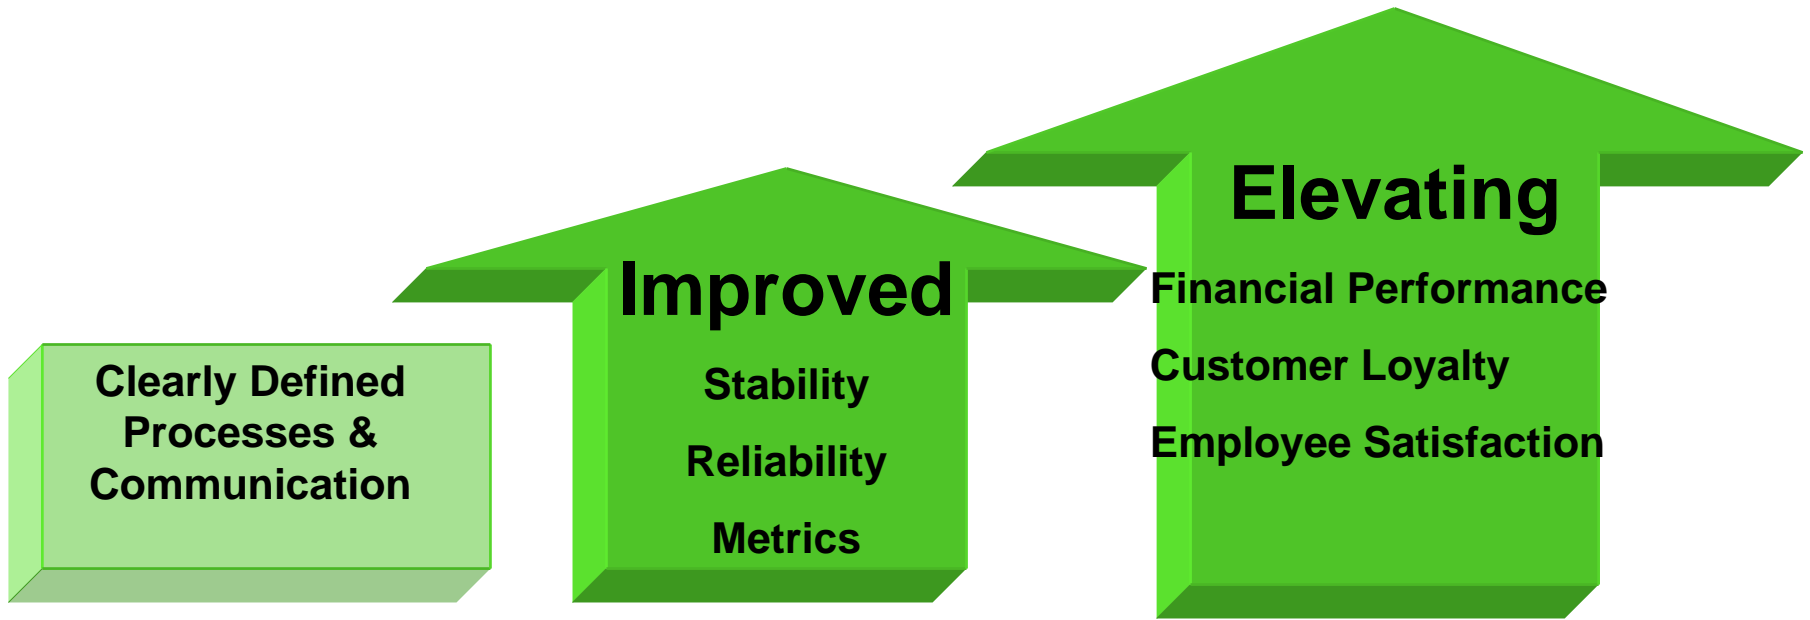 Clearly Defined
Processes &
Communication
Improved
Stability
Reliability
Metrics
Elevating
Financial Performance
Customer Loyalty
Employee Satisfaction